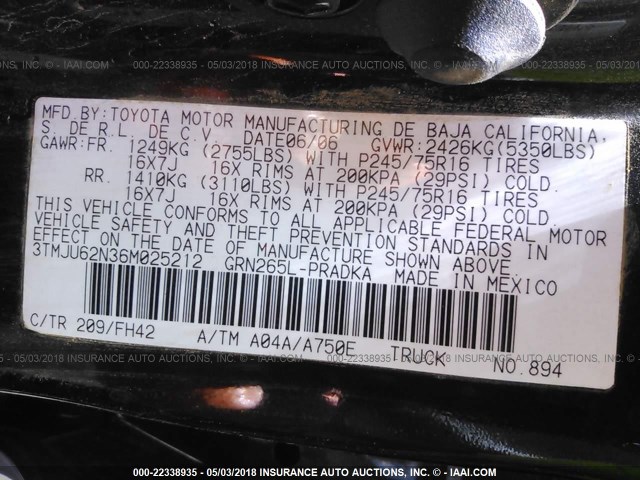 000-22338935 - 05/03/2018 INSURANCE AUTO AUCTIONS, INC. - © - IAAI.COM
MFD.BY:TOYOTA MOTOR MANUFACTURING DE BAJA CALIFORNIA,
S. DE R.L. DE C.V. DATE06/06 GVWR:2426KG(5350LBS)
GAWR:FR. 1249KG (2755LBS) WITH P245/75R16 TIRES
16X7J 16X RIMS AT 200KPA (29PSI) COLD.
RR. 1410KG (3110LBS) WITH P245/75R16 TIRES
16X7J 16X RIMS AT 200KPA (29PSI) COLD.
THIS VEHICLE CONFORMS TO ALL APPLICABLE FEDERAL MOTOR
VEHICLE SAFETY AND THEFT PREVENTION STANDARDS IN
EFFECT ON THE DATE OF MANUFACTURE SHOWN ABOVE.
3TMJU62N36M025212 GRN265L-PRADKA MADE IN MEXICO
C/TR 209/FH42 A/TM A04A/A750E TRUCK NO.894
000-22338935 - 05/03/2018 INSURANCE AUTO AUCTIONS, INC. - © - IAAI.COM